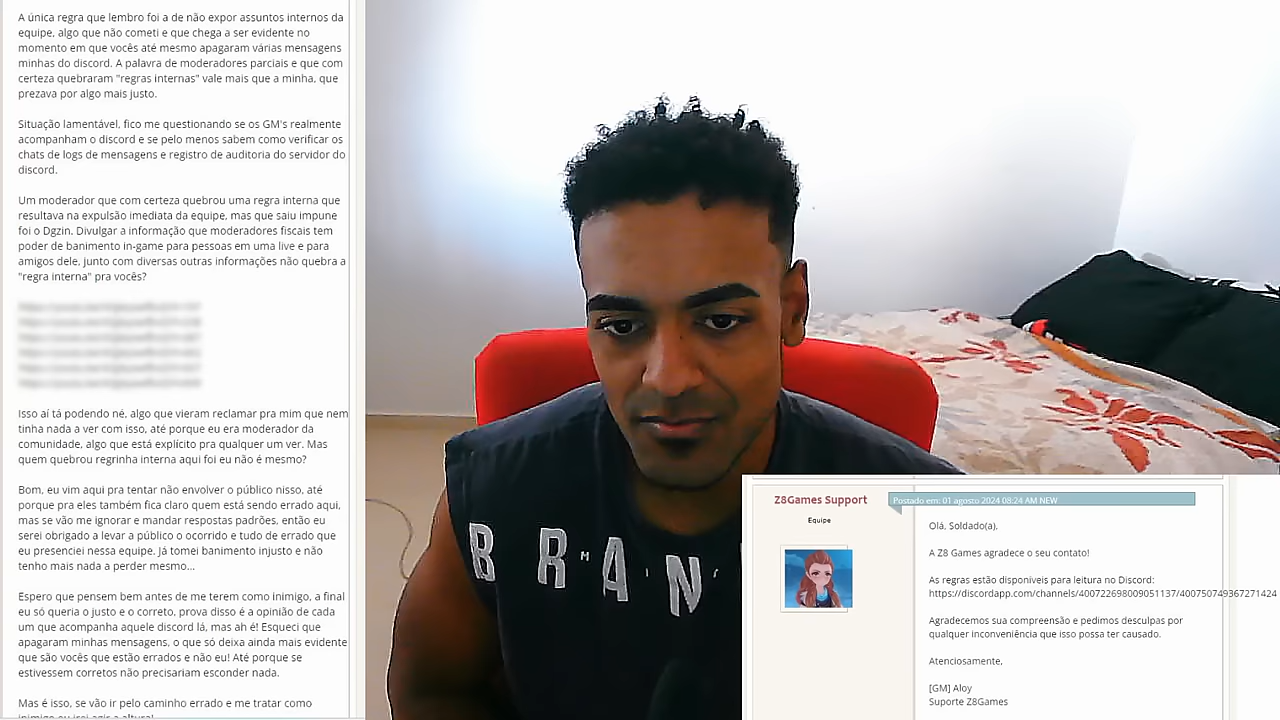 A única regra que lembro foi a de não expor assuntos internos da
equipe, algo que não cometi e que chega a ser evidente no
momento em que vocês até mesmo apagaram várias mensagens
minhas do discord. A palavra de moderadores parciais e que com
certeza quebraram "regras internas" vale mais que a minha, que
prezava por algo mais justo.
Situação lamentável, fico me questionando se os GM's realmente
acompanham o discord e se pelo menos sabem como verificar os
chats de logs de mensagens e registro de auditoria do servidor do
discord.
Um moderador que com certeza quebrou uma regra interna que
resultava na expulsão imediata da equipe, mas que saiu impune
foi o Dgzin. Divulgar a informação que moderadores fiscais tem
poder de banimento in-game para pessoas em uma live e para
amigos dele, junto com diversas outras informações não quebra a
"regra interna" pra vocês?
Isso aí tá podendo né, algo que vieram reclamar pra mim que nem
tinha nada a ver com isso, até porque eu era moderador da
comunidade, algo que está explícito pra qualquer um ver. Mas
quem quebrou regrinha interna aqui foi eu não é mesmo?
Bom, eu vim aqui pra tentar não envolver o público nisso, até
porque pra eles também fica claro quem está sendo errado aqui,
mas se vão me ignorar e mandar respostas padrões, então eu
serei obrigado a levar a público o ocorrido e tudo de errado que
eu presenciei nessa equipe. Já tomei banimento injusto e não
tenho mais nada a perder mesmo...
Espero que pensem bem antes de me terem como inimigo, a final
eu só queria o justo e o correto, prova disso é a opinião de cada
um que acompanha aquele discord lá, mas ah é! Esqueci que
apagaram minhas mensagens, o que só deixa ainda mais evidente
que são vocês que estão errados e não eu! Até porque se
estivessem corretos não precisariam esconder nada.
Mas é isso, se vão ir pelo caminho errado e me tratar como
inimigo eu irei agir a altura!
BRAN
Z8Games Support
Equipe
Postado em: 01 agosto 2024 08:24 AM NEW
Olá, Soldado(a).
A Z8 Games agradece o seu contato!
As regras estão disponíveis para leitura no Discord:
https://discordapp.com/channels/400722698009051137/400750749367271424
Agradecemos sua compreensão e pedimos desculpas por
qualquer inconveniência que isso possa ter causado.
Atenciosamente,
[GM] Aloy
Suporte Z8Games